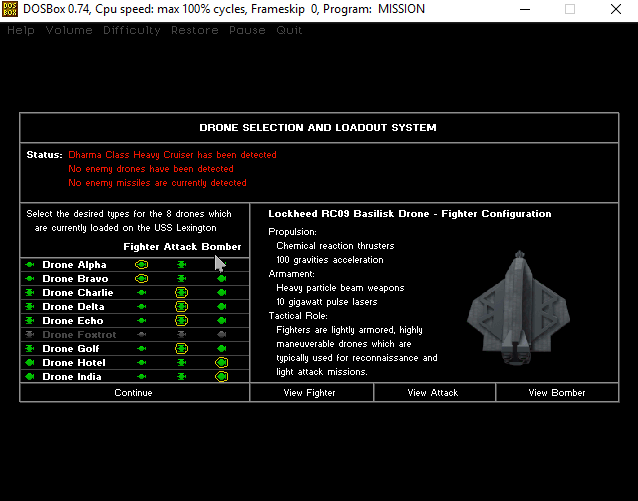 DOS BOX DOSBox 0.74, Cpu speed: max 100% cycles, Frameskip 0, Program: MISSION
Help Volume Difficulty Restore Pause Quit
DRONE SELECTION AND LOADOUT SYSTEM
Status: Dharma Class Heavy Cruiser has been detected
No enemy drones have been detected
No enemy missiles are currently detected
Select the desired types for the 8 drones which
are currently loaded on the USS Lexington
Fighter Attack Bomber
Drone Alpha
Drone Bravo
Drone Charlie
Drone Delta
Drone Echo
Drone Foxtrot
Drone Golf
Drone Hotel
Drone India
Continue
Lockheed RC09 Basilisk Drone - Fighter Configuration
Propulsion:
Chemical reaction thrusters
100 gravities acceleration
Armament:
Heavy particle beam weapons
10 gigawatt pulse lasers
Tactical Role:
Fighters are lightly armored, highly
maneuverable drones which are
typically used for reconnaissance and
light attack missions.
View Fighter View Attack View Bomber